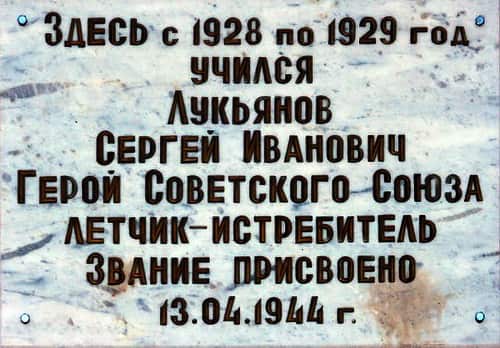 Здесь с 1928 по 1929 год
учился
Лукьянов
Сергей Иванович
Герой Советского Союза
летчик-истребитель
Звание присвоено
13.04.1944 г.